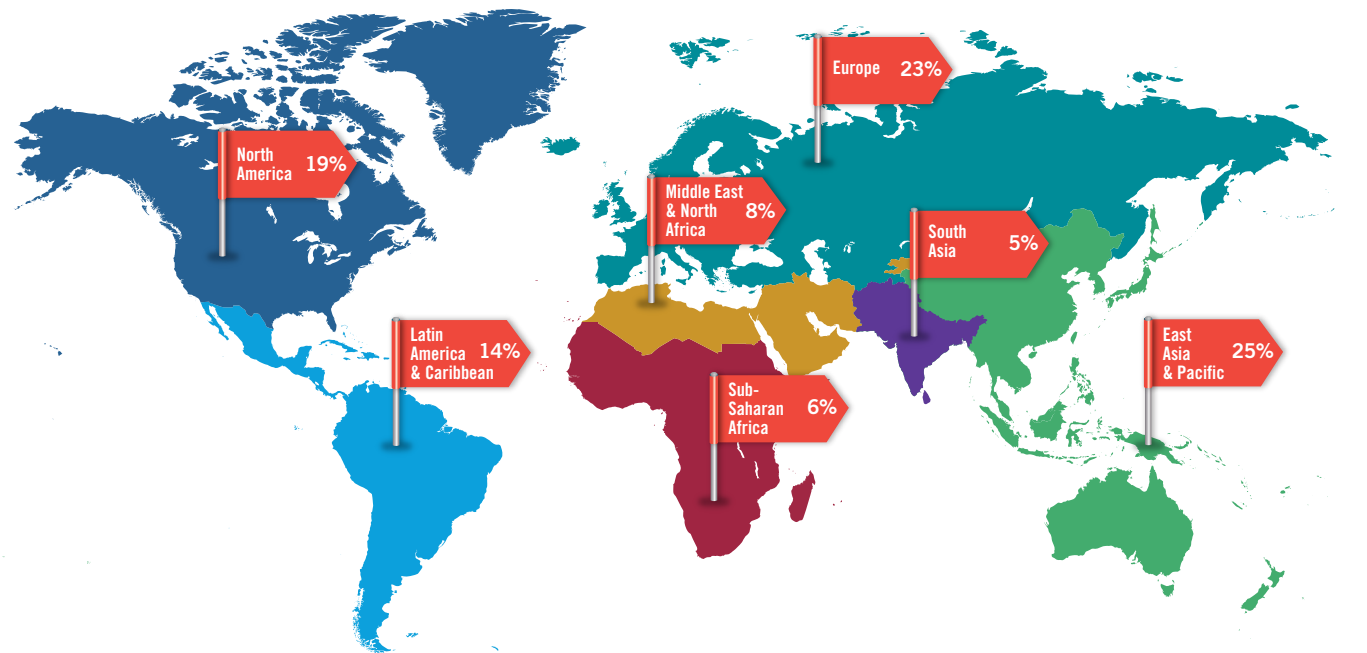 Europe 23%
North
America 19%
Middle East
& North
Africa 8%
South
Asia 5%
Latin
America 14%
& Caribbean
East
Asia 25%
& Pacific
Sub-
Saharan 6%
Africa